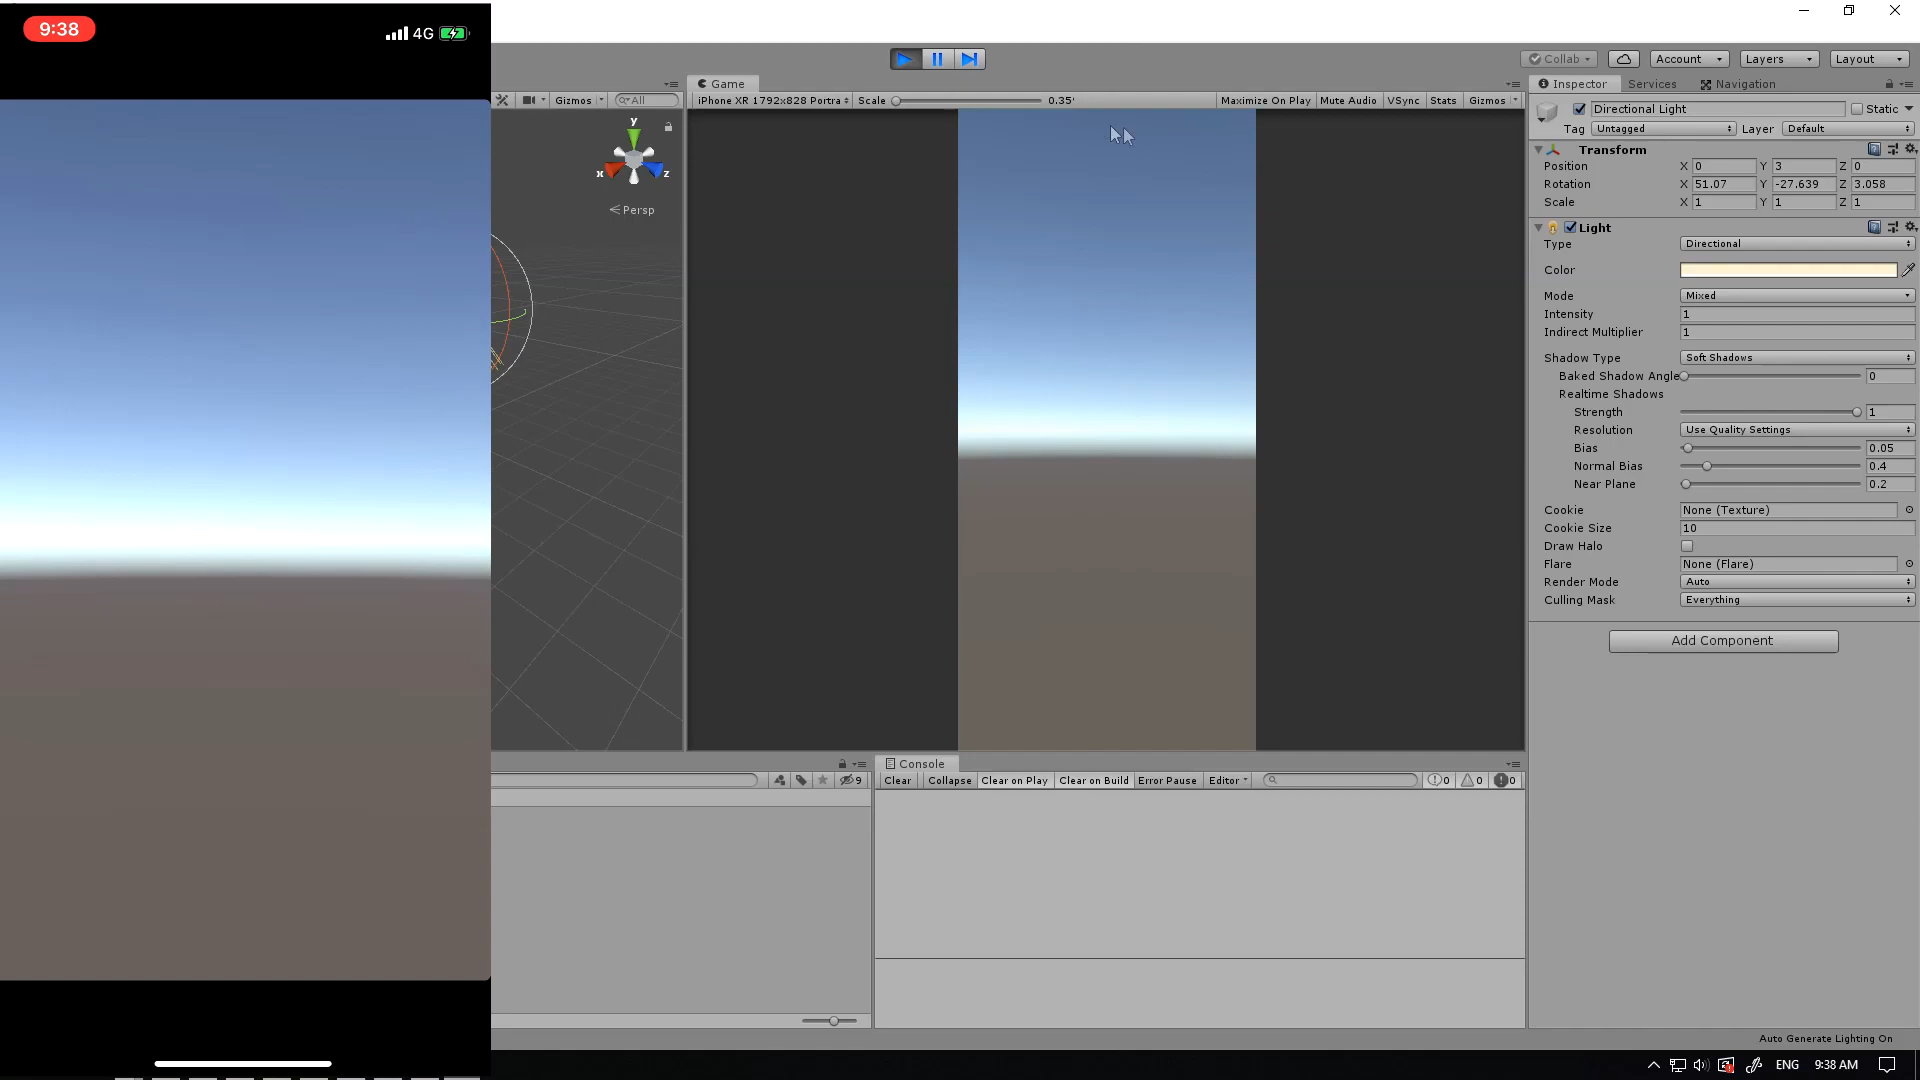 9:38
4G
Collab
Account
Layers
Layout
Game
Inspector
Services
Navigation
Gizmos
All
iPhone XR 1792x828 Portra
Scale
0.35
Maximize On Play
Mute Audio
VSync
Stats
Gizmos
Directional Light
Static
Tag
Untagged
Layer
Default
y
x
z
Persp
Transform
Position X 0 Y 3 Z 0
Rotation X 51.07 Y -27.639 Z 3.058
Scale X 1 Y 1 Z 1
Light
Type Directional
Color
Mode Mixed
Intensity 1
Indirect Multiplier 1
Shadow Type Soft Shadows
Baked Shadow Angle 0
Realtime Shadows
Strength 1
Resolution Use Quality Settings
Bias 0.05
Normal Bias 0.4
Near Plane 0.2
Cookie None (Texture)
Cookie Size 10
Draw Halo
Flare None (Flare)
Render Mode Auto
Culling Mask Everything
Add Component
9
Console
Clear
Collapse
Clear on Play
Clear on Build
Error Pause
Editor
0
0
0
Auto Generate Lighting On
ENG
9:38 AM